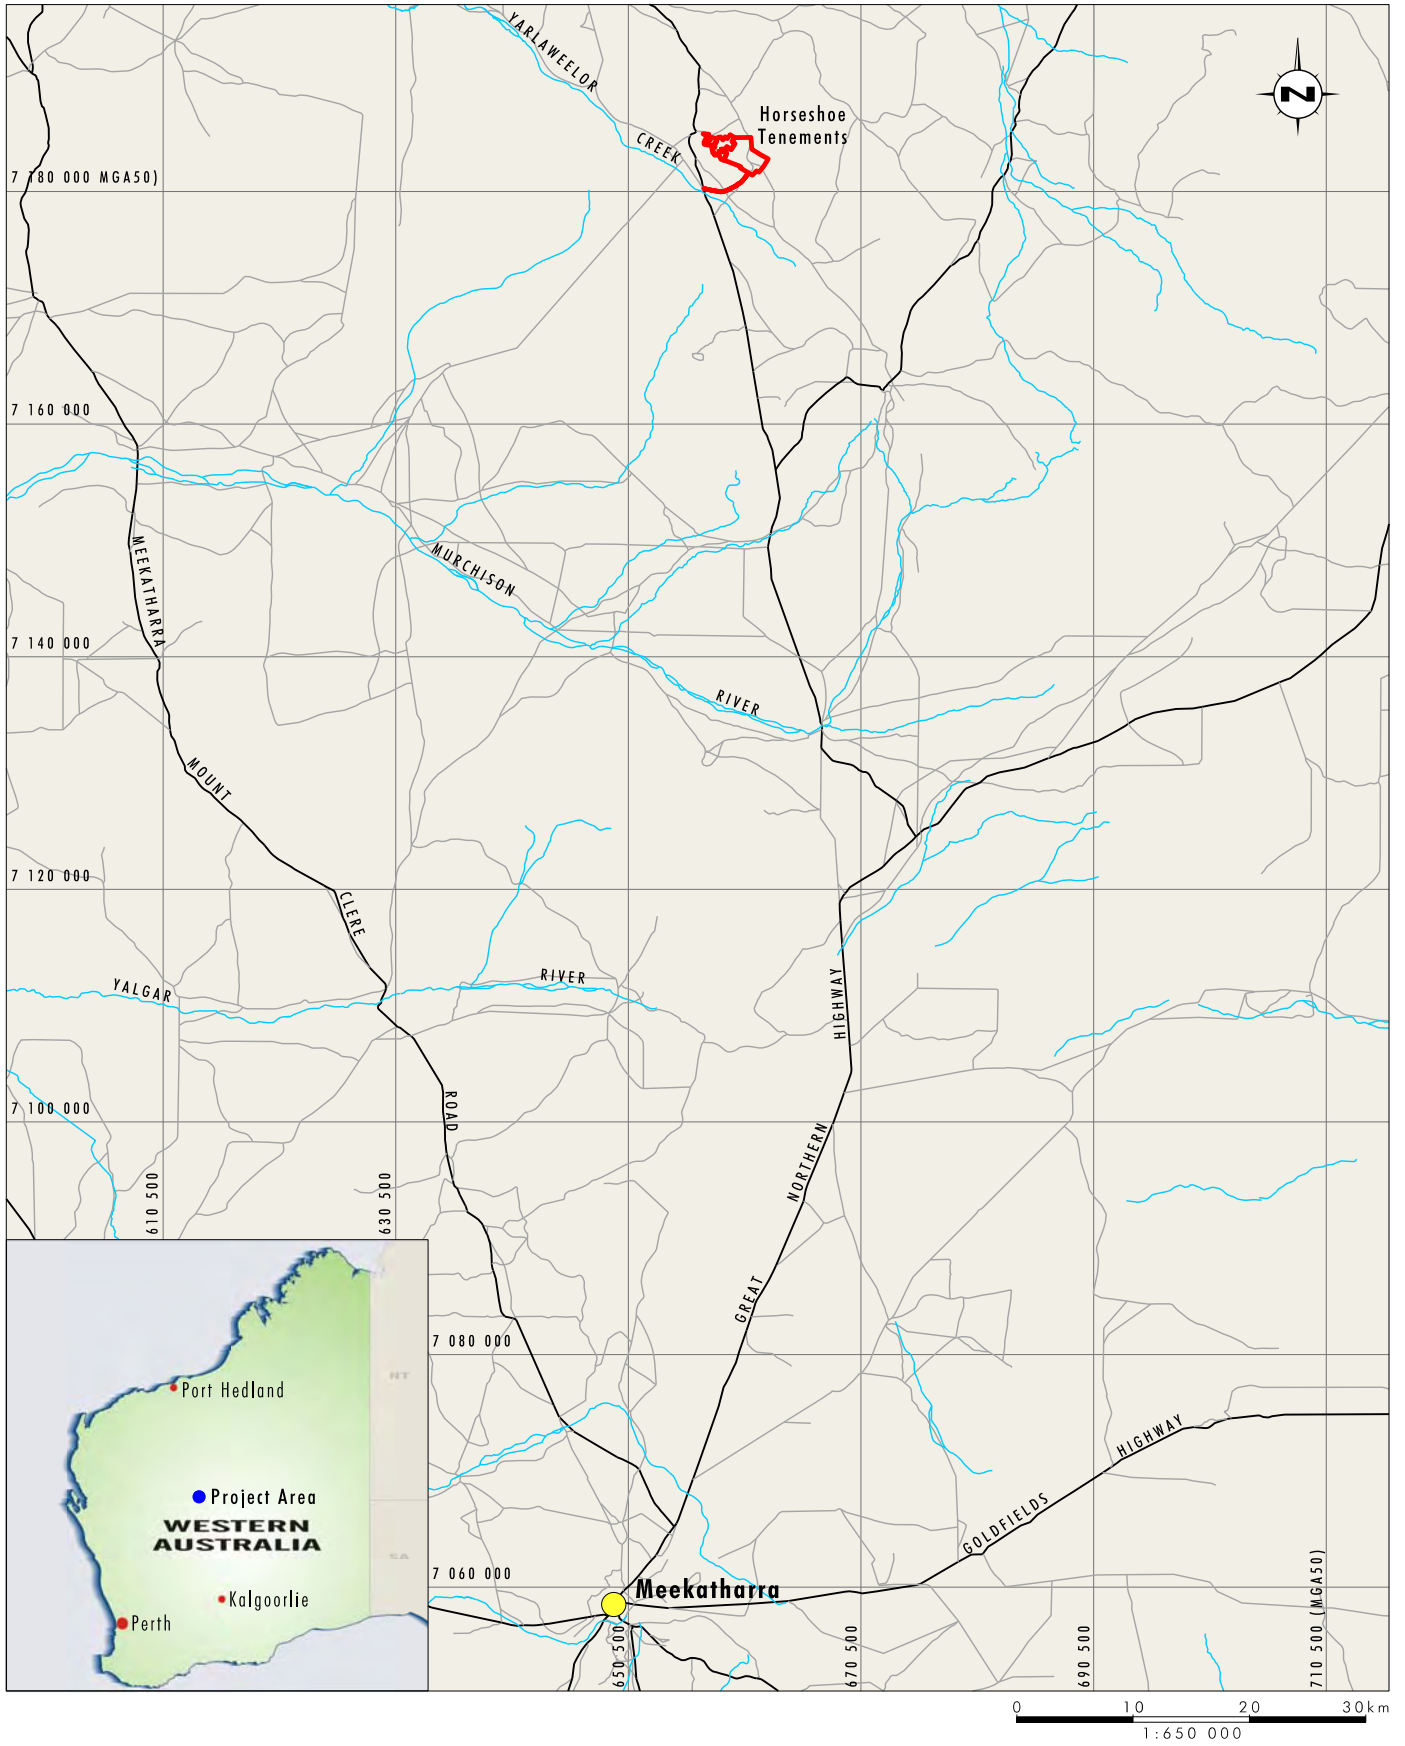 YARLAWEELOR
CREEK
Horseshoe
Tenements
N
7 180 000 MGA50)
7 160 000
MEEKATHARRA
MURCHISON
7 140 000
RIVER
MOUNT
7 120 000
CLERE
YALGAR
RIVER
HIGHWAY
ROAD
7 100 000
NORTHERN
610 500
630 500
GREAT
7 080 000
NT
Port Hedland
HIGHWAY
Project Area
WESTERN
AUSTRALIA
GOLDFIELDS
SA
7 060 000
Meekatharra
Kalgoorlie
Perth
650 500
670 500
690 500
710 500 (MGA50)
0 10 20 30km
1:650 000